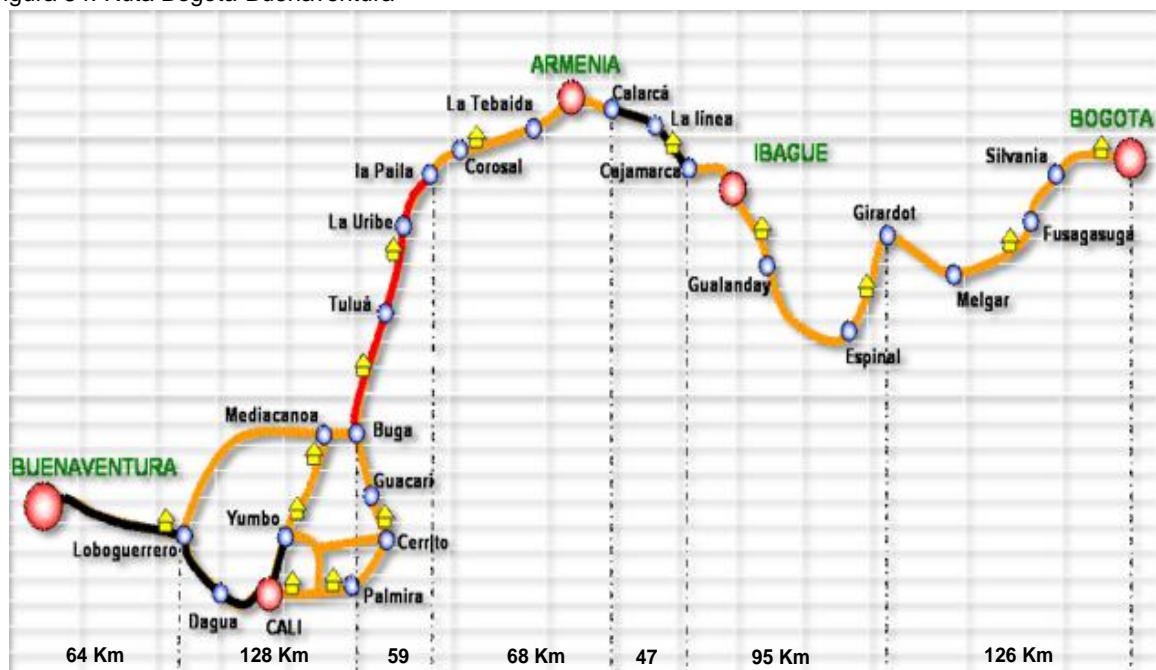 Ruta Bogotá-Buenaventura
ARMENIA
Calarcá
La Tebaida
La línea
BOGOTA
IBAGUE
Silvania
Corosal
la Paila
Cajamarca
Girardot
La Uribe
Fusagasugá
Gualanday
Melgar
Tuluá
Espinal
Mediacanoa
Buga
BUENAVENTURA
Guacarí
Yumbo
Cerrito
Loboguerrero
Palmira
Dagua
CALI
64 Km 128 Km 59 68 Km 47 95 Km 126 Km